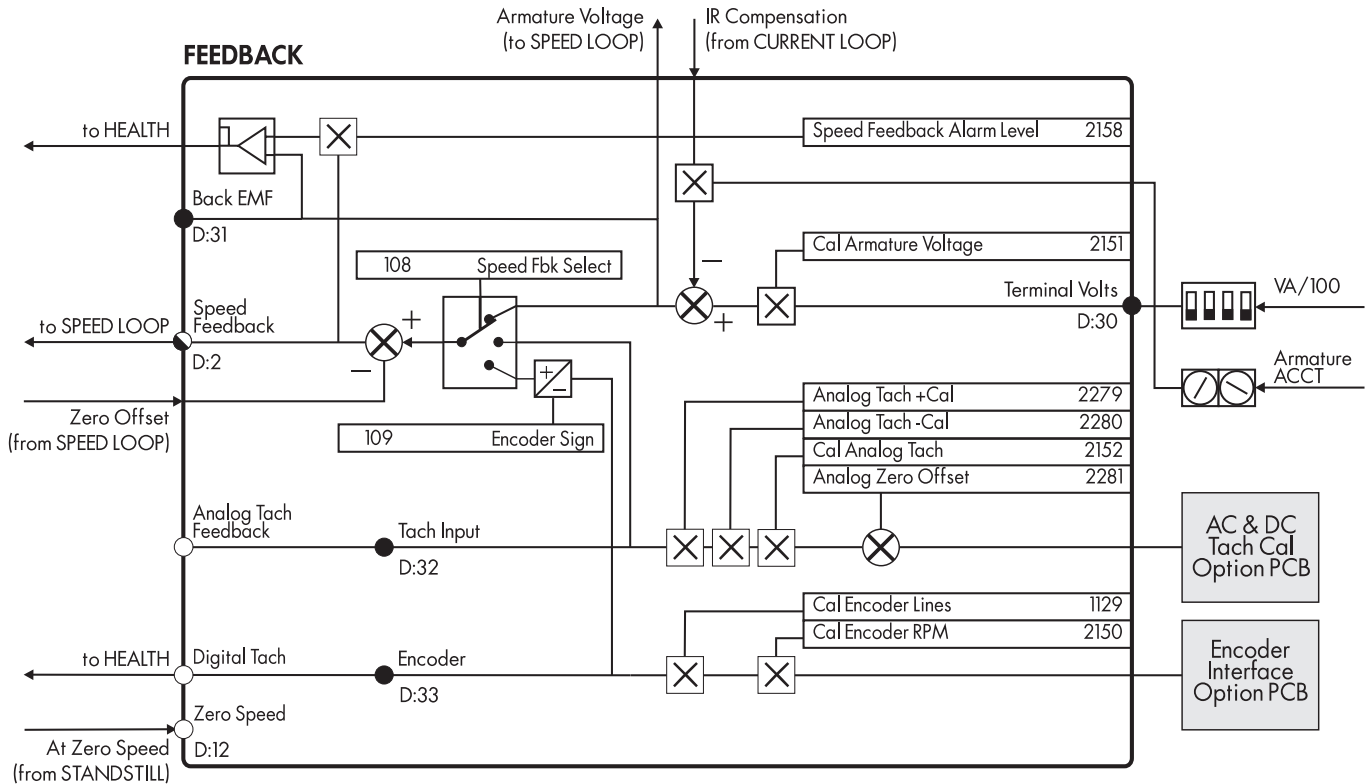 Armature Voltage
(to SPEED LOOP)
IR Compensation
(from CURRENT LOOP)
FEEDBACK
to HEALTH
Speed Feedback Alarm Level 2158
Back EMF
D:31
Cal Armature Voltage 2151
108 Speed Fbk Select
Terminal Volts
D:30
VA/100
to SPEED LOOP
Speed
Feedback
D:2
+
−
−
+
Armature
ACCT
+
−
Zero Offset
(from SPEED LOOP)
109 Encoder Sign
Analog Tach +Cal 2279
Analog Tach -Cal 2280
Cal Analog Tach 2152
Analog Zero Offset 2281
Analog Tach
Feedback
Tach Input
D:32
AC & DC
Tach Cal
Option PCB
Cal Encoder Lines 1129
Cal Encoder RPM 2150
to HEALTH
Digital Tach
Encoder
D:33
Encoder
Interface
Option PCB
Zero Speed
D:12
At Zero Speed
(from STANDSTILL)